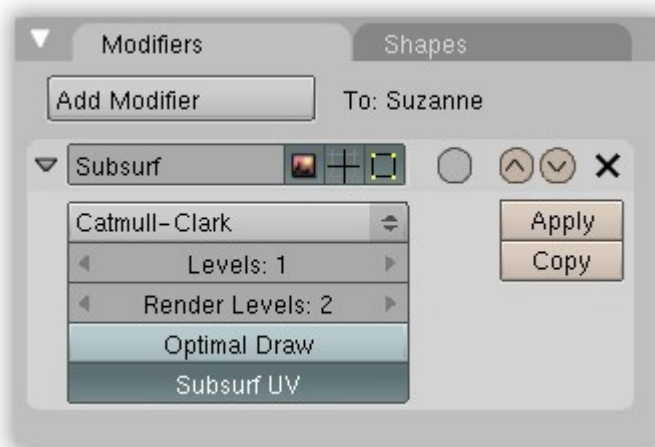 Modifiers Shapes
Add Modifier To: Suzanne
Subsurf
Catmull-Clark Apply
Levels: 1 Copy
Render Levels: 2
Optimal Draw
Subsurf UV